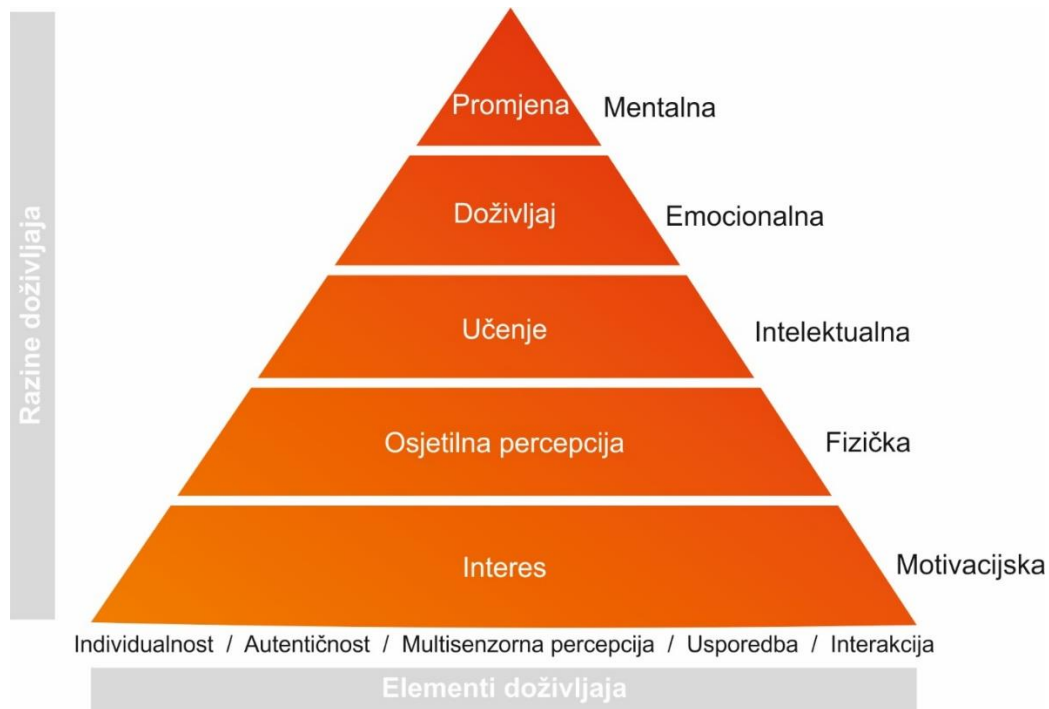 Promjena Mentalna
Doživljaj Emocionalna
Učenje Intelektualna
Osjetilna percepcija Fizička
Interes Motivacijska
Razine doživljaja
Individualnost / Autentičnost / Multisenzorna percepcija / Usporedba / Interakcija
Elementi doživljaja